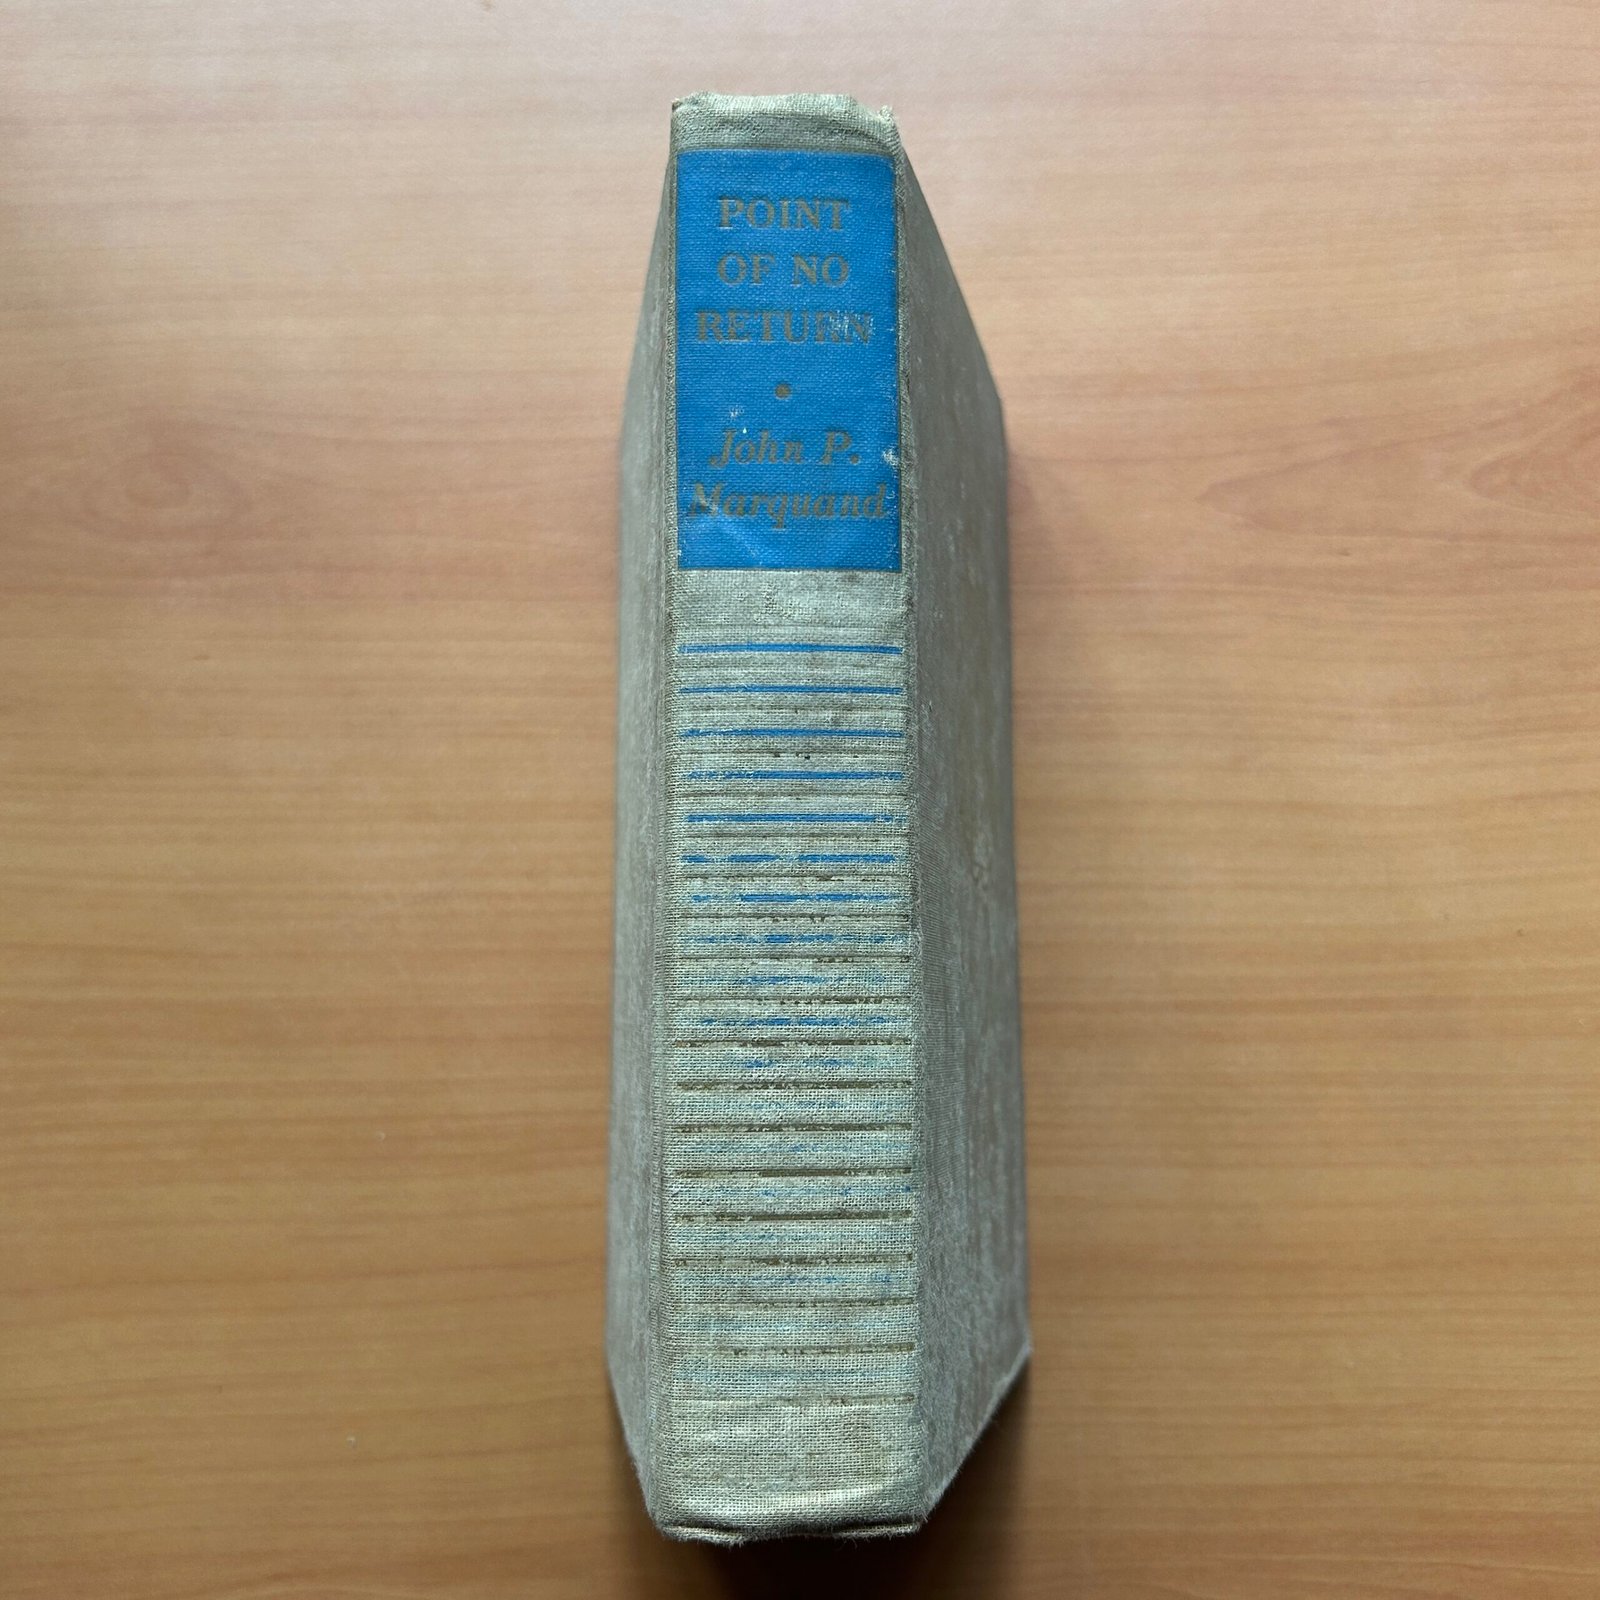 POINT
OF NO
RETURN
•
John P.
Marquand